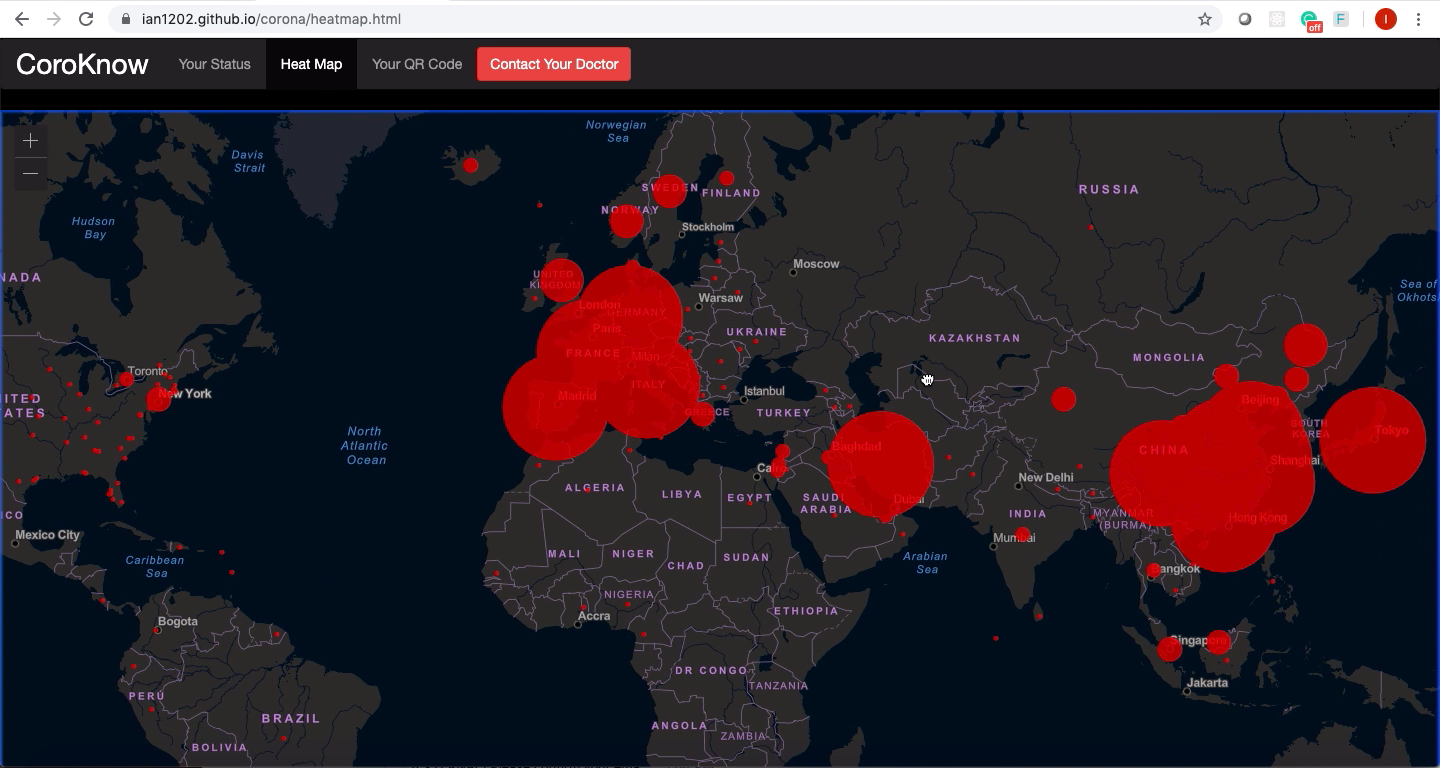 ian1202.github.io/corona/heatmap.html
off
F
I
CoroKnow
Your Status
Heat Map
Your QR Code
Contact Your Doctor
+
−
Norwegian
Sea
Davis
Strait
SWEDEN
FINLAND
RUSSIA
NORWAY
Hudson
Bay
Stockholm
Moscow
NADA
UNITED
KINGDOM
Sea of
Okhots
London
GERMANY
Warsaw
Paris
UKRAINE
KAZAKHSTAN
FRANCE
Milan
MONGOLIA
Toronto
ITALY
Istanbul
New York
Madrid
ITED
ATES
GREECE
TURKEY
Beijing
North
Atlantic
Ocean
SOUTH
KOREA
Tokyo
Baghdad
CHINA
Shanghai
Cairo
New Delhi
ALGERIA
LIBYA
EGYPT
SAUDI
ARABIA
Dubai
INDIA
MYANMAR
(BURMA)
Hong Kong
ICO
Mexico City
Mumbai
Caribbean
Sea
MALI
NIGER
SUDAN
CHAD
Arabian
Sea
Bangkok
NIGERIA
Accra
ETHIOPIA
Bogota
Singapore
DR CONGO
TANZANIA
Jakarta
PERU
BRAZIL
ANGOLA
ZAMBIA
BOLIVIA